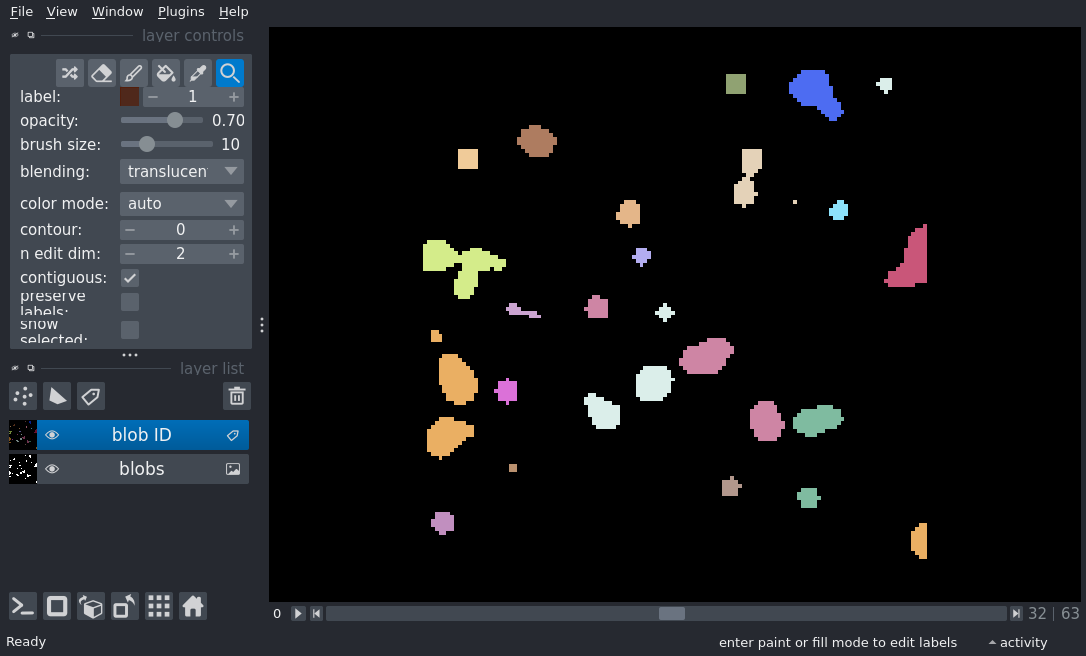 File View Window Plugins Help
layer controls
label: 1
opacity: 0.70
brush size: 10
blending: translucen
color mode: auto
contour: 0
n edit dim: 2
contiguous:
preserve
labels:
show
selected:
layer list
blob ID
blobs
0 32 | 63
Ready enter paint or fill mode to edit labels activity